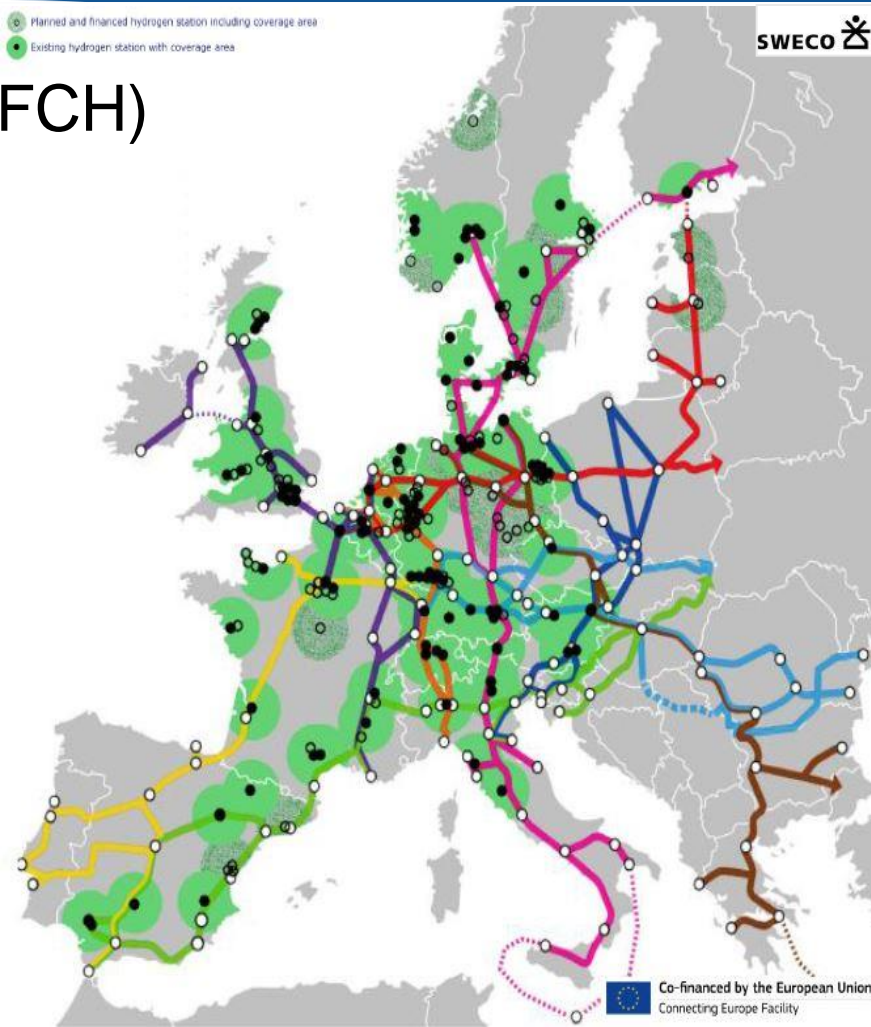 Planned and financed hydrogen station including coverage area
Existing hydrogen station with coverage area
SWECO
FCH)
Co-financed by the European Union
Connecting Europe Facility